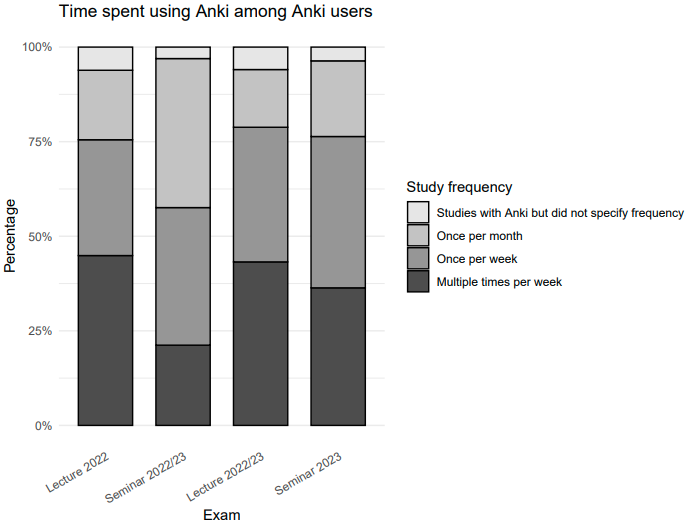 Time spent using Anki among Anki users
100%
75%
50%
25%
0%
Percentage
Lecture 2022
Seminar 2022/23
Lecture 2022/23
Seminar 2023
Exam
Study frequency
Studies with Anki but did not specify frequency
Once per month
Once per week
Multiple times per week